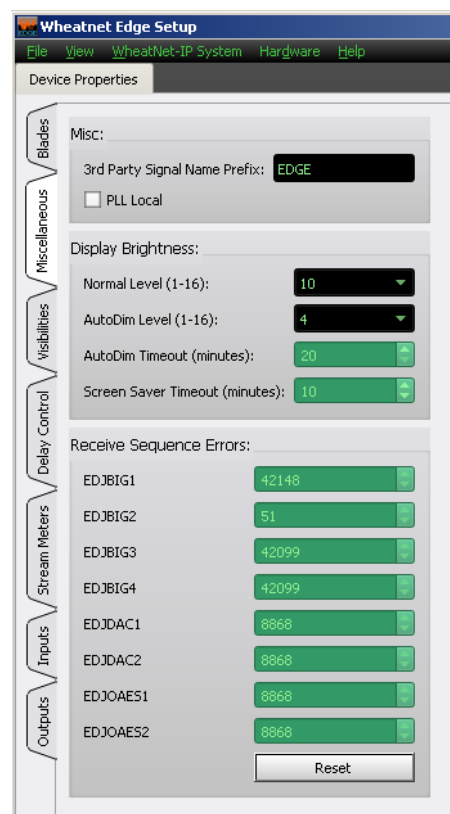 EDGE
Wheatnet Edge Setup
File View WheatNet-IP System Hardware Help
Device Properties
Blades
Miscellaneous
Visibilities
Delay Control
Stream Meters
Inputs
Outputs
Misc:
3rd Party Signal Name Prefix: EDGE
PLL Local
Display Brightness:
Normal Level (1-16): 10
AutoDim Level (1-16): 4
AutoDim Timeout (minutes): 20
Screen Saver Timeout (minutes): 10
Receive Sequence Errors:
EDJBIG1 42148
EDJBIG2 51
EDJBIG3 42099
EDJBIG4 42099
EDJDAC1 8868
EDJDAC2 8868
EDJOAES1 8868
EDJOAES2 8868
Reset